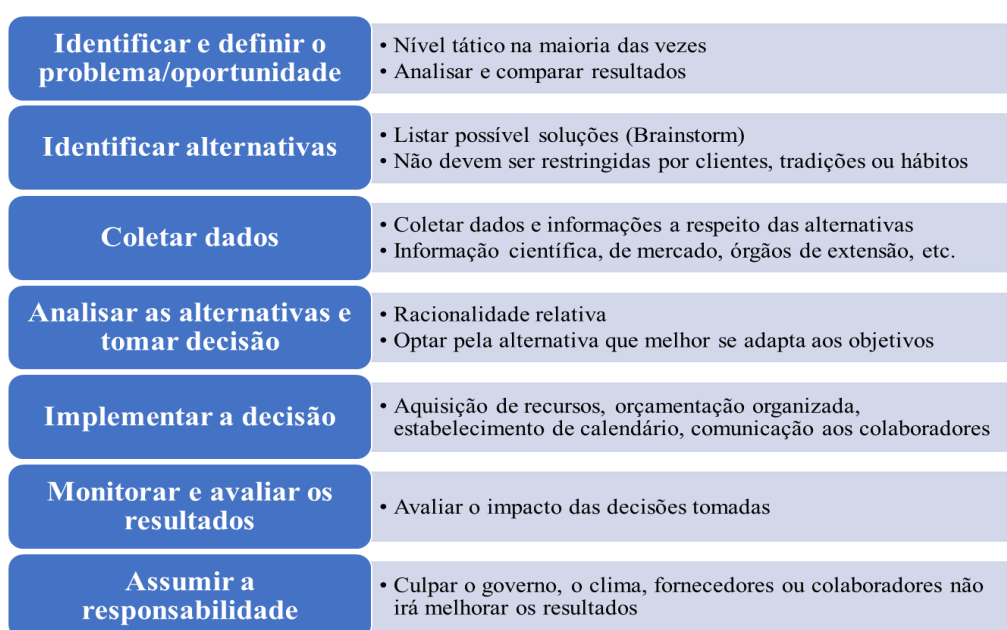 Identificar e definir o
problema/oportunidade
• Nível tático na maioria das vezes
• Analisar e comparar resultados
Identificar alternativas
• Listar possível soluções (Brainstorm)
• Não devem ser restringidas por clientes, tradições ou hábitos
Coletar dados
• Coletar dados e informações a respeito das alternativas
• Informação científica, de mercado, órgãos de extensão, etc.
Analisar as alternativas e
tomar decisão
• Racionalidade relativa
• Optar pela alternativa que melhor se adapta aos objetivos
Implementar a decisão
• Aquisição de recursos, orçamentação organizada,
estabelecimento de calendário, comunicação aos colaboradores
Monitorar e avaliar os
resultados
• Avaliar o impacto das decisões tomadas
Assumir a
responsabilidade
• Culpar o governo, o clima, fornecedores ou colaboradores não
irá melhorar os resultados